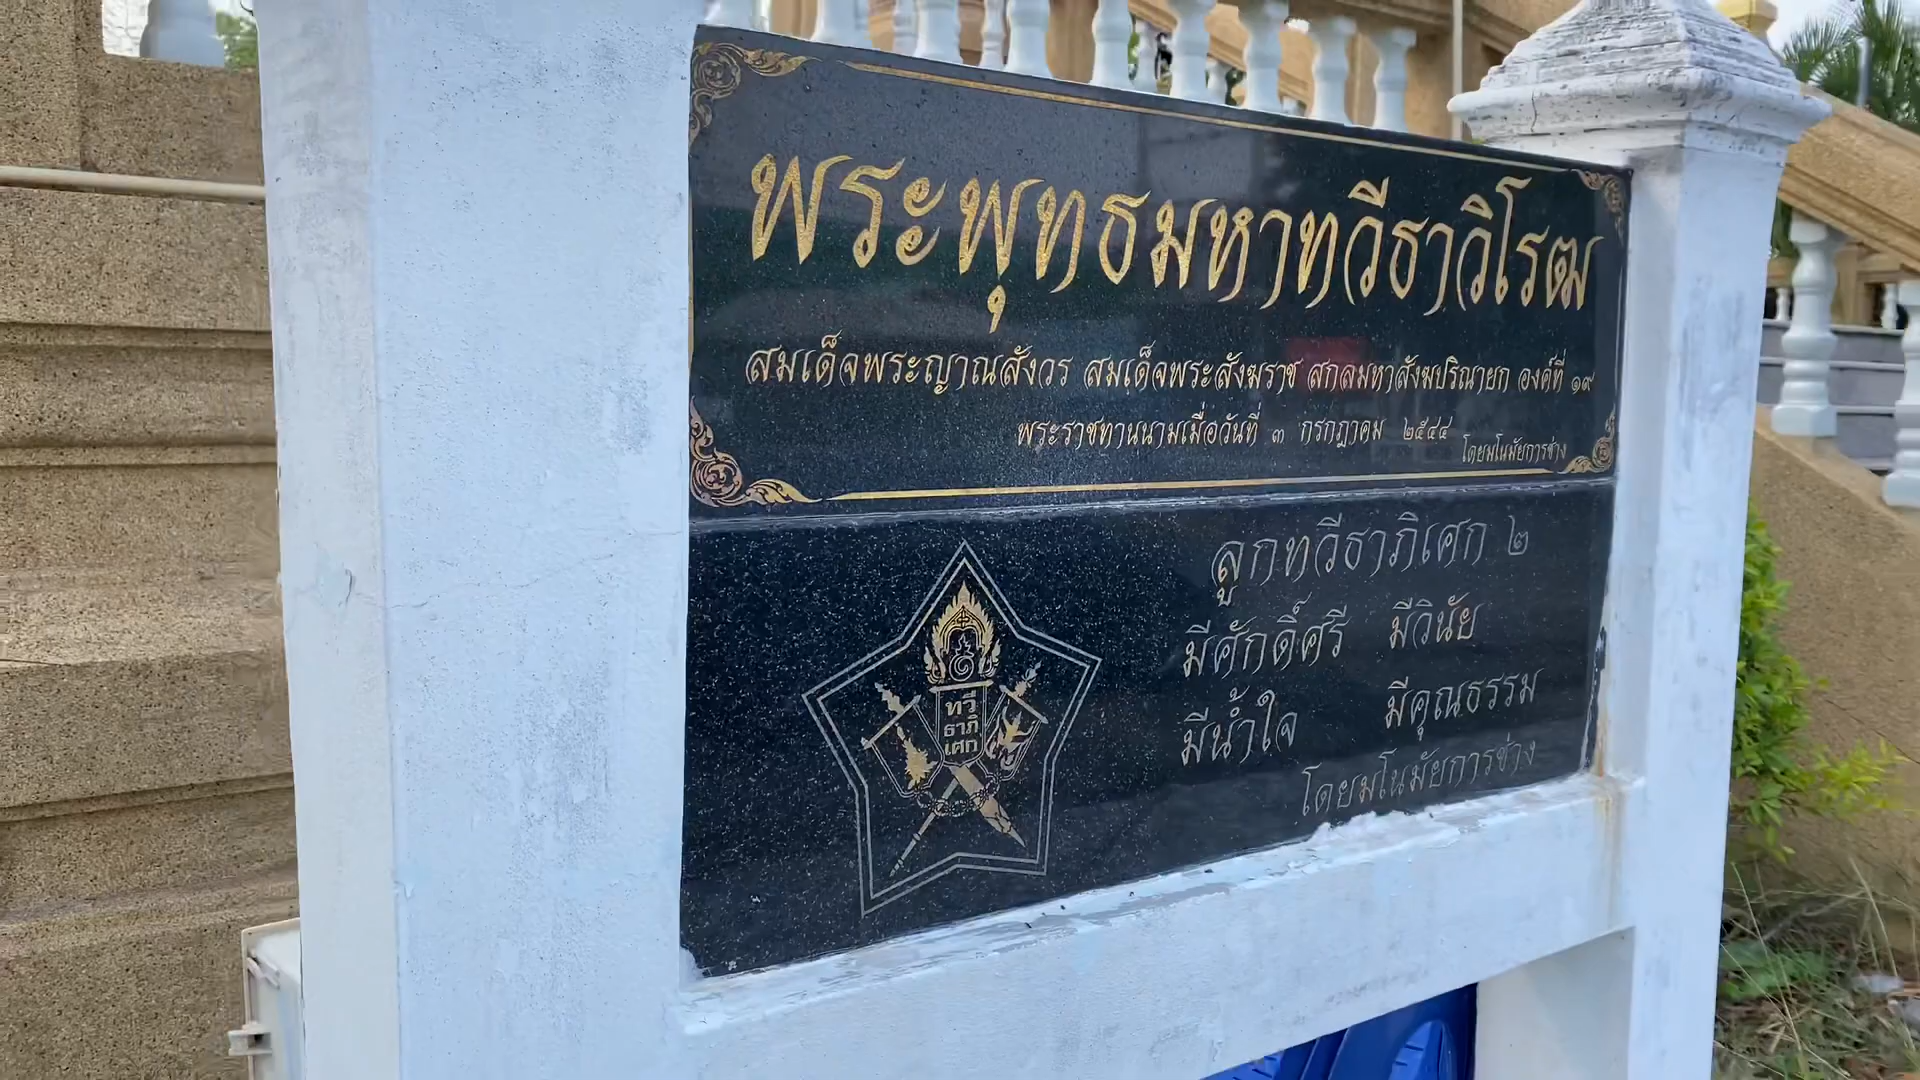 พระพุทธมหาทวีธาวิโรฒ
สมเด็จพระญาณสังวร สมเด็จพระสังฆราช สกลมหาสังฆปริณายก องค์ที่ ๑๙
พระราชทานนามเมื่อวันที่ ๓ กรกฎาคม ๒๕๔๔
โดยมโนมัยการช่าง
ลูกทวีธาภิเศก ๒
มีศักดิ์ศรี มีวินัย
มีน้ำใจ มีคุณธรรม
โดยมโนมัยการช่าง
ทวี
ธาภิ
เศก